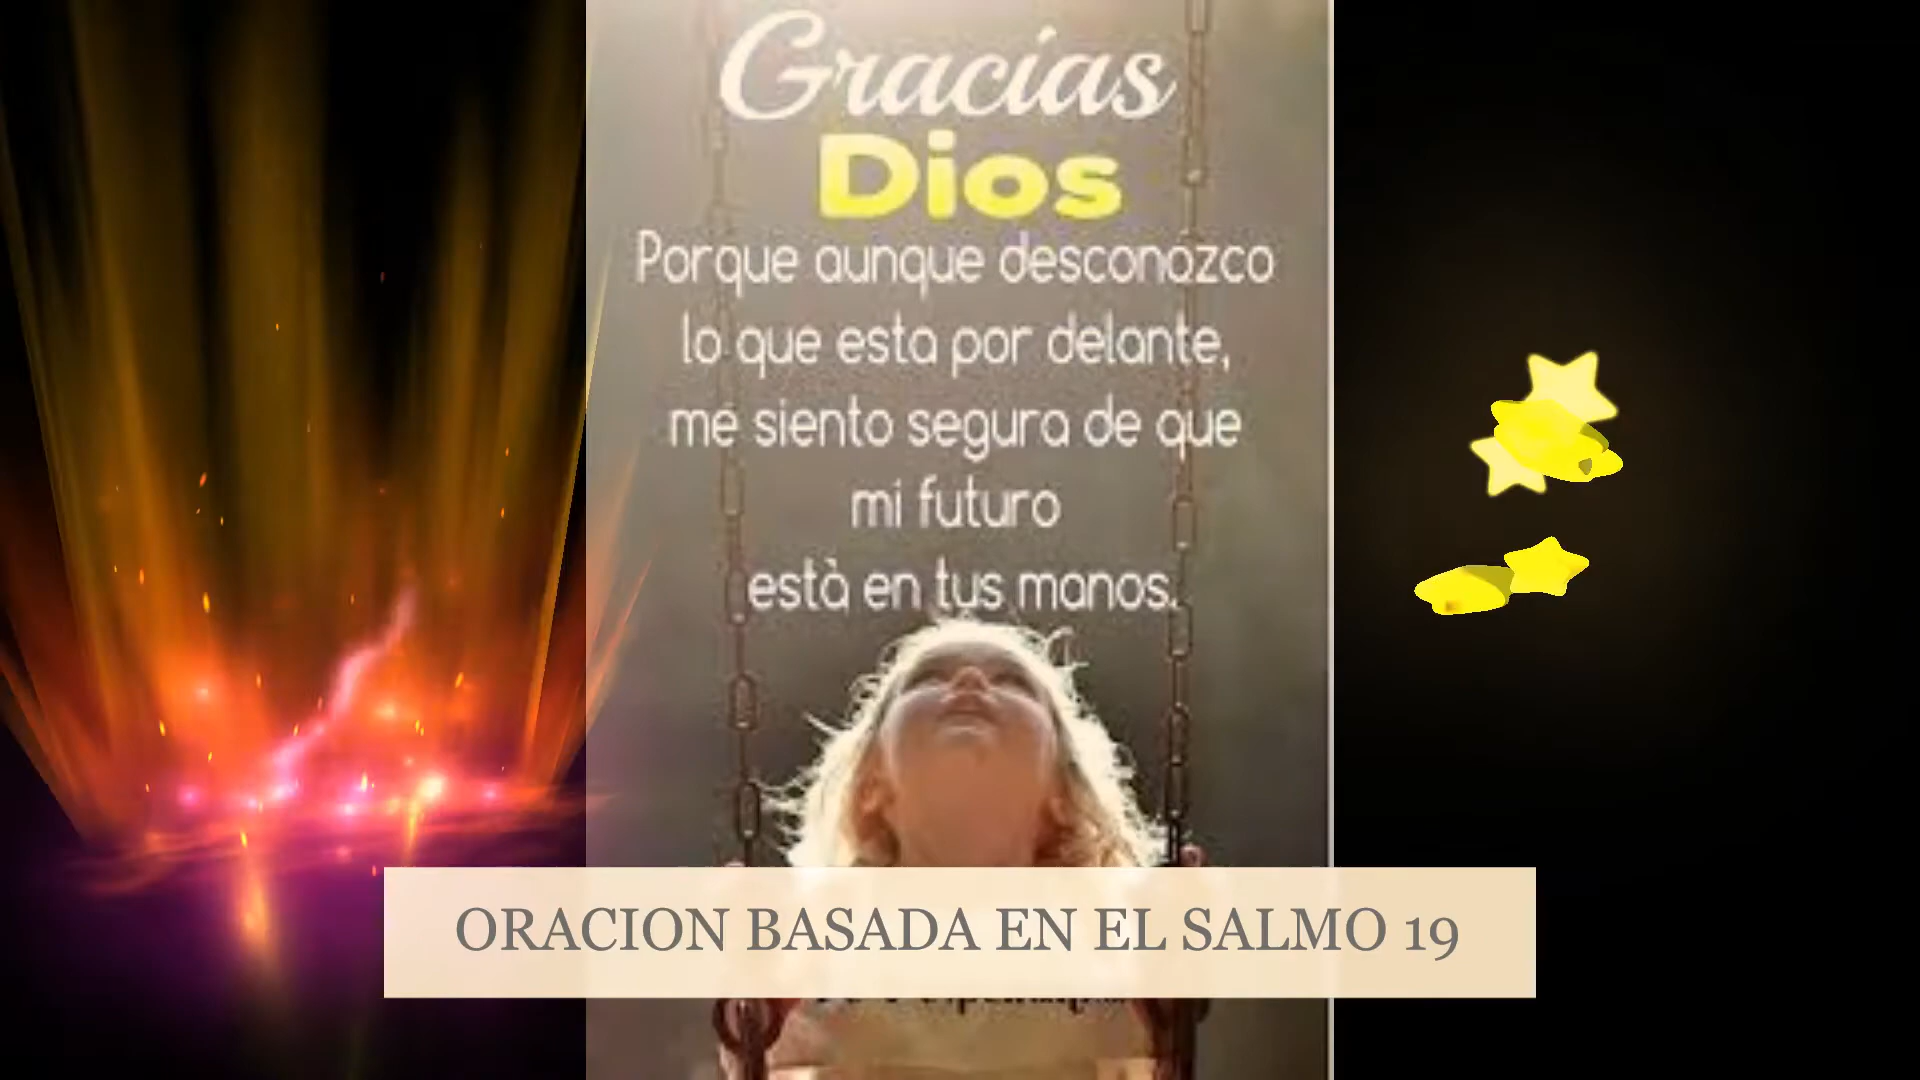 Gracias
Dios
Porque aunque desconozco
lo que esta por delante,
me siento segura de que
mi futuro
està en tus manos.
ORACION BASADA EN EL SALMO 19